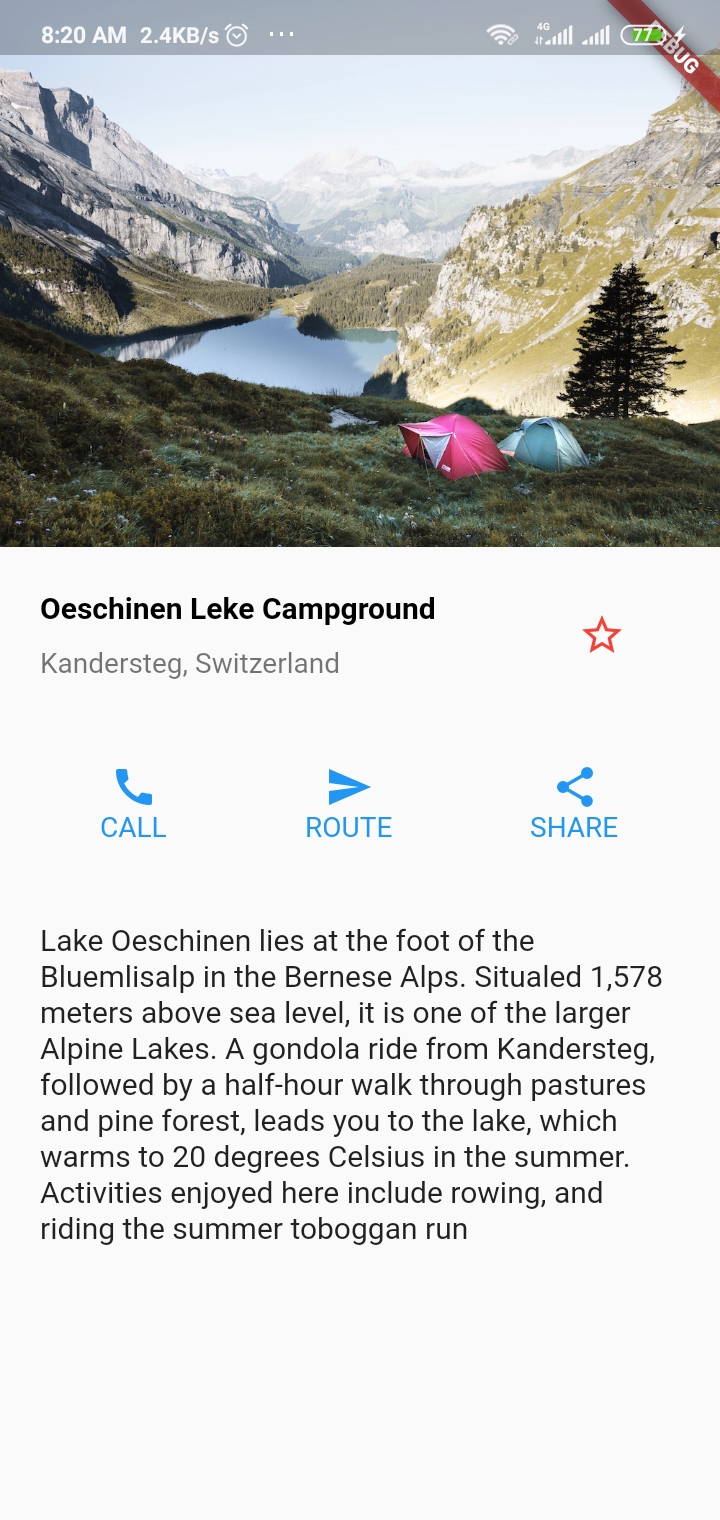 8:20 AM 2.4KB/s ...
4G
77
DEBUG
Oeschinen Leke Campground
Kandersteg, Switzerland
CALL ROUTE SHARE
Lake Oeschinen lies at the foot of the
Bluemlisalp in the Bernese Alps. Situaled 1,578
meters above sea level, it is one of the larger
Alpine Lakes. A gondola ride from Kandersteg,
followed by a half-hour walk through pastures
and pine forest, leads you to the lake, which
warms to 20 degrees Celsius in the summer.
Activities enjoyed here include rowing, and
riding the summer toboggan run